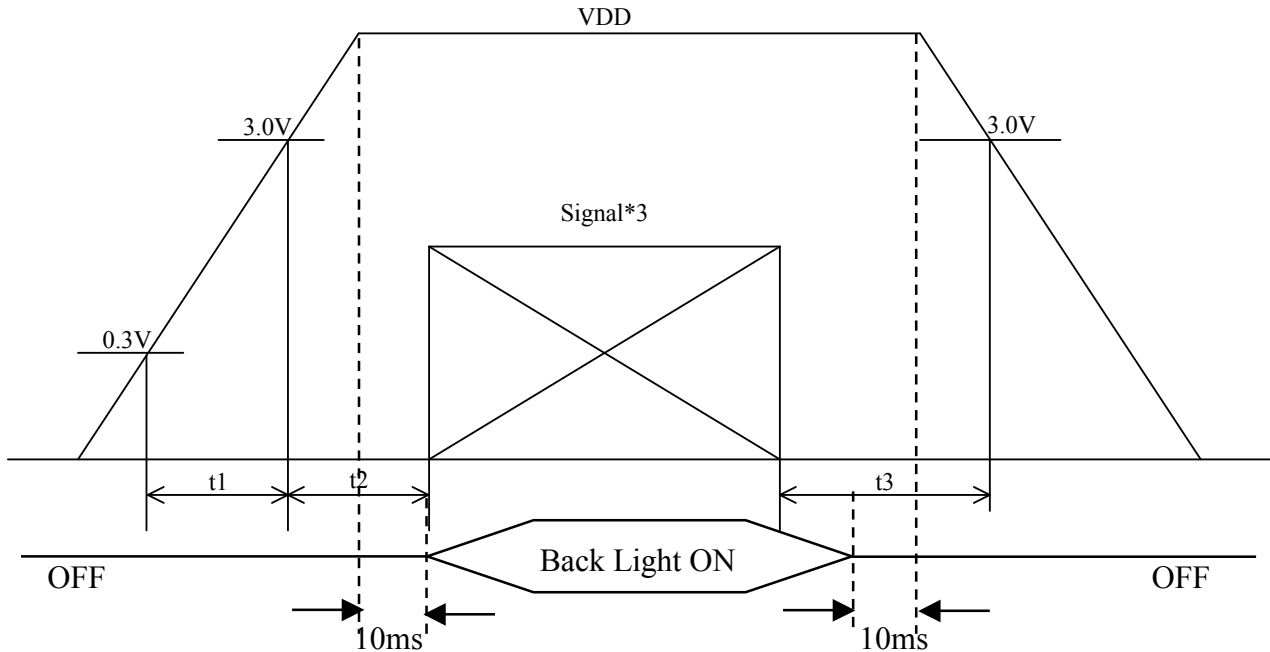 VDD
3.0V
3.0V
Signal*3
0.3V
t1
t2
t3
Back Light ON
OFF
OFF
10ms
10ms